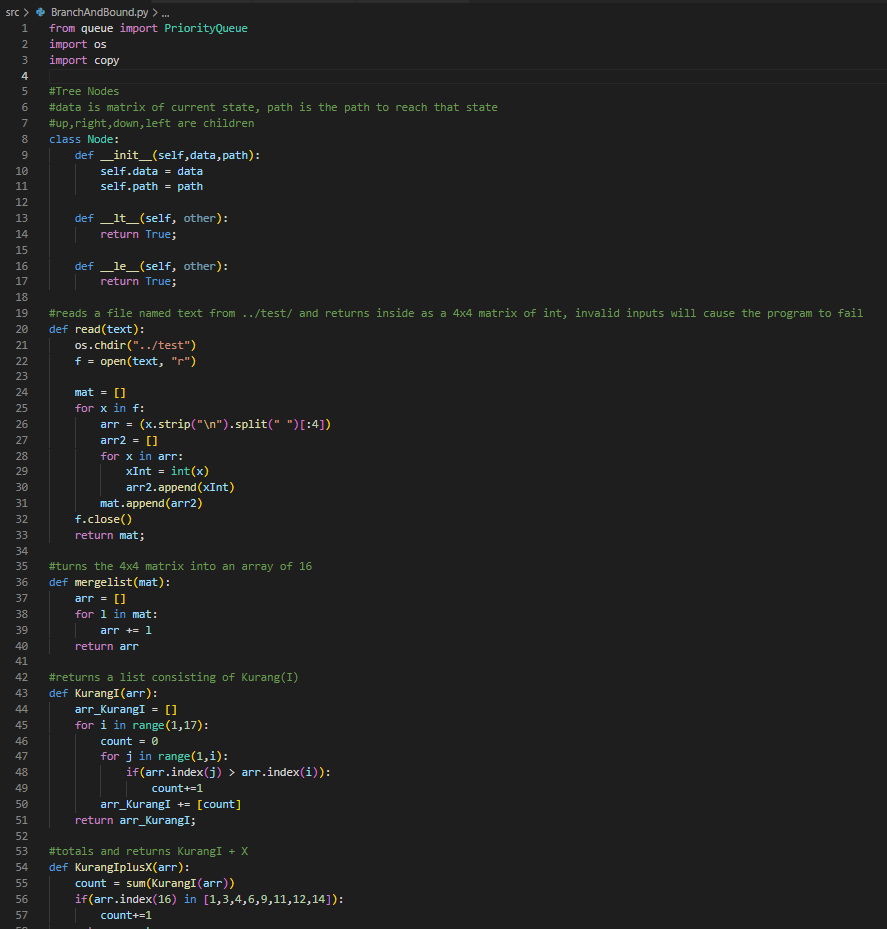 src > BranchAndBound.py > ...
1 from queue import PriorityQueue
2 import os
3 import copy
4
5 #Tree Nodes
6 #data is matrix of current state, path is the path to reach that state
7 #up,right,down,left are children
8 class Node:
9     def __init__(self,data,path):
10         self.data = data
11         self.path = path
12
13     def __lt__(self, other):
14         return True;
15
16     def __le__(self, other):
17         return True;
18
19 #reads a file named text from ../test/ and returns inside as a 4x4 matrix of int, invalid inputs will cause the program to fail
20 def read(text):
21     os.chdir("../test")
22     f = open(text, "r")
23
24     mat = []
25     for x in f:
26         arr = (x.strip("\n").split(" ")[:4])
27         arr2 = []
28         for x in arr:
29             xInt = int(x)
30             arr2.append(xInt)
31         mat.append(arr2)
32     f.close()
33     return mat;
34
35 #turns the 4x4 matrix into an array of 16
36 def mergelist(mat):
37     arr = []
38     for l in mat:
39         arr += l
40     return arr
41
42 #returns a list consisting of Kurang(I)
43 def KurangI(arr):
44     arr_KurangI = []
45     for i in range(1,17):
46         count = 0
47         for j in range(1,i):
48             if(arr.index(j) > arr.index(i)):
49                 count+=1
50         arr_KurangI += [count]
51     return arr_KurangI;
52
53 #totals and returns KurangI + X
54 def KurangIplusX(arr):
55     count = sum(KurangI(arr))
56     if(arr.index(16) in [1,3,4,6,9,11,12,14]):
57         count+=1